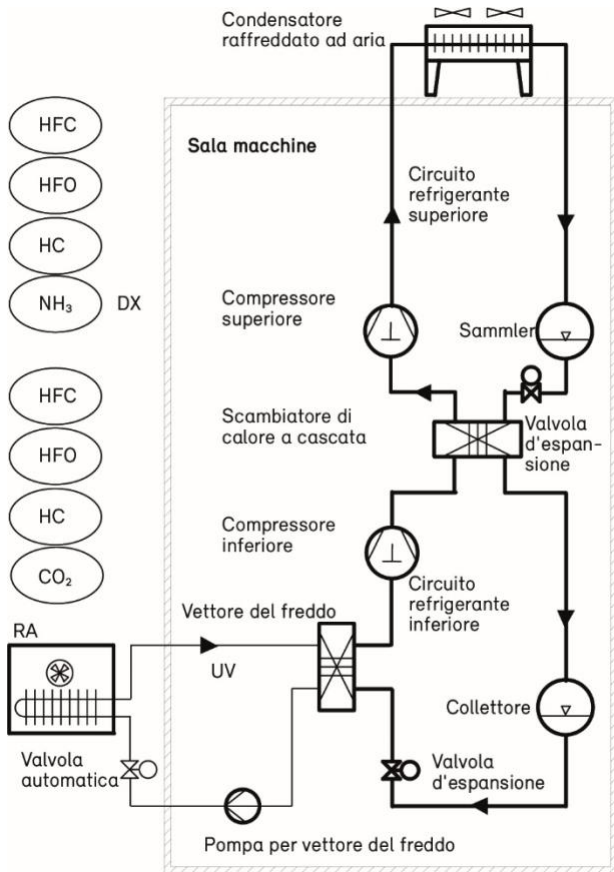 Condensatore
raffreddato ad aria
HFC
HFO
HC
NH₃
DX
Sala macchine
Circuito
refrigerante
superiore
Compressore
superiore
Sammler
Scambiatore di
calore a cascata
Valvola
d'espan-
sione
HFC
HFO
HC
CO₂
Compressore
inferiore
Circuito
refrigerante
inferiore
Vettore del freddo
RA
UV
Collettore
Valvola
automatica
Valvola
d'espansione
Pompa per vettore del freddo